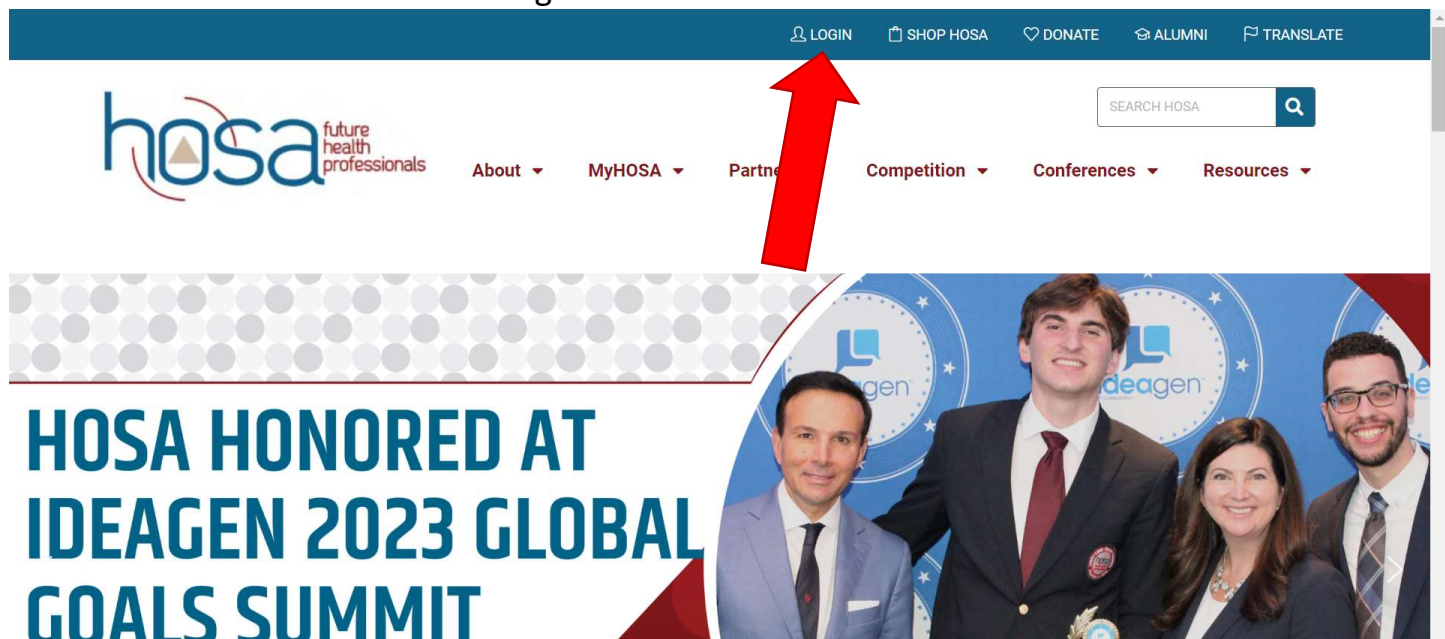 LOGIN SHOP HOSA DONATE ALUMNI TRANSLATE
SEARCH HOSA
hosa future health professionals
About MyHOSA Competition Conferences Resources
HOSA HONORED AT
IDEAGEN 2023 GLOBAL
GOALS SUMMIT
ideagen